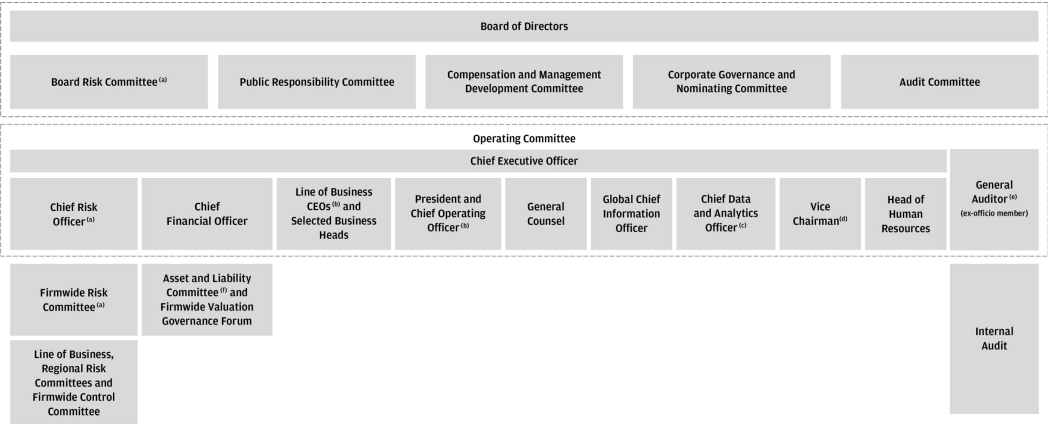 Board of Directors
Board Risk Committee (a)
Public Responsibility Committee
Compensation and Management
Development Committee
Corporate Governance and
Nominating Committee
Audit Committee
Operating Committee
Chief Executive Officer
Chief Risk
Officer (a)
Chief
Financial Officer
Line of Business
CEOs (b) and
Selected Business
Heads
President and
Chief Operating
Officer (b)
General
Counsel
Global Chief
Information
Officer
Chief Data
and Analytics
Officer (c)
Vice
Chairman(d)
Head of
Human
Resources
General
Auditor (e)
(ex-officio member)
Firmwide Risk
Committee (a)
Asset and Liability
Committee (f) and
Firmwide Valuation
Governance Forum
Internal
Audit
Line of Business,
Regional Risk
Committees and
Firmwide Control
Committee